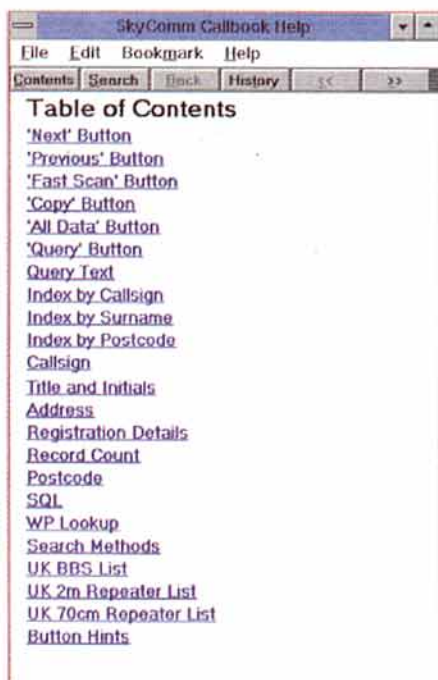 SkyComm Callbook Help
File Edit Bookmark Help
Contents Search Back History << >>
Table of Contents
'Next' Button
'Previous' Button
'Fast Scan' Button
'Copy' Button
'All Data' Button
'Query' Button
Query Text
Index by Callsign
Index by Surname
Index by Postcode
Callsign
Title and Initials
Address
Registration Details
Record Count
Postcode
SQL
WP Lookup
Search Methods
UK BBS List
UK 2m Repeater List
UK 70cm Repeater List
Button Hints